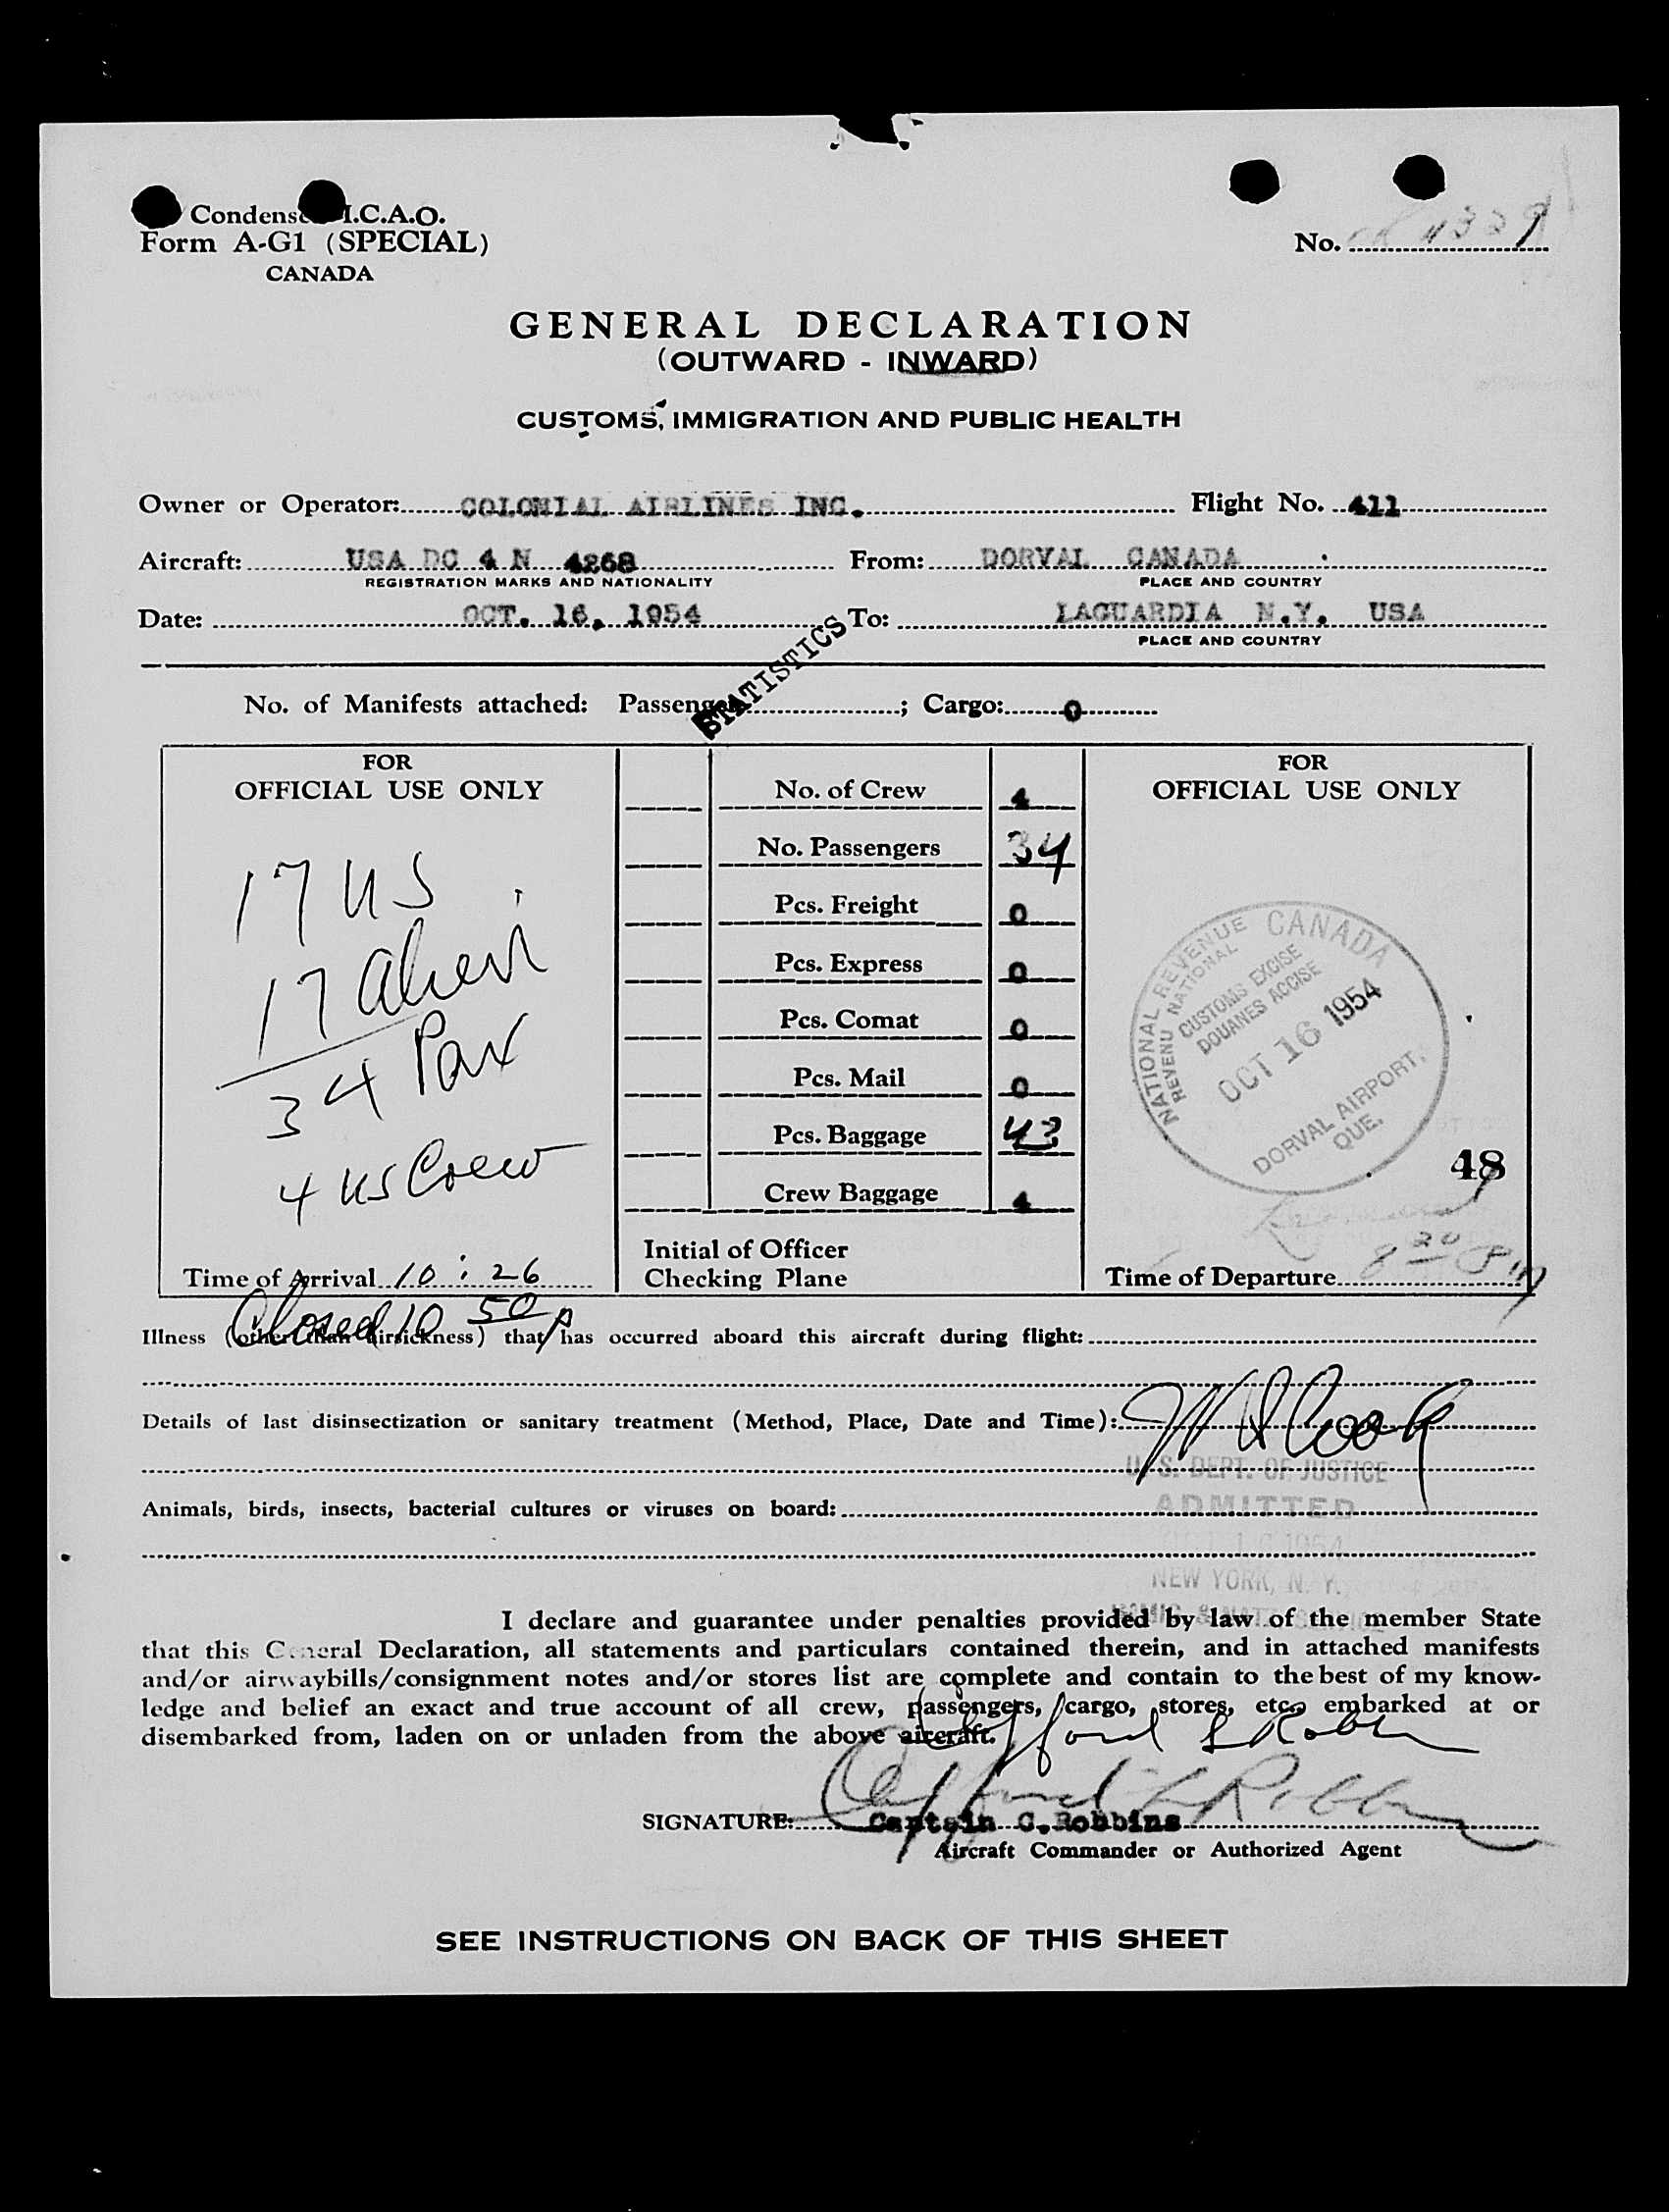 Condensed I.C.A.O.
Form A-G1 (SPECIAL)
CANADA
No.
GENERAL DECLARATION
(OUTWARD - INWARD)
CUSTOMS, IMMIGRATION AND PUBLIC HEALTH
Owner or Operator: COLONIAL AIRLINES INC. Flight No. 411
Aircraft: USA DC 4 N 4268 From: DORVAL CANADA
REGISTRATION MARKS AND NATIONALITY PLACE AND COUNTRY
Date: OCT. 16, 1954 To: LAGUARDIA N.Y. USA
PLACE AND COUNTRY
STATISTICS
No. of Manifests attached: Passenger ; Cargo: 0
FOR
OFFICIAL USE ONLY
17 US
17 alien
34 Pax
4 us Crew
Time of Arrival 10 : 26
Closed 10 50 p
No. of Crew 4
No. Passengers 34
Pcs. Freight 0
Pcs. Express 0
Pcs. Comat 0
Pcs. Mail 0
Pcs. Baggage 43
Crew Baggage 4
Initial of Officer
Checking Plane
FOR
OFFICIAL USE ONLY
NATIONAL REVENUE CANADA
REVENU NATIONAL
CUSTOMS EXCISE
DOUANES ACCISE
OCT 16 1954
DORVAL AIRPORT,
QUE.
48
Time of Departure 8 20 PM
Illness (other than airsickness) that has occurred aboard this aircraft during flight:
Details of last disinsectization or sanitary treatment (Method, Place, Date and Time):
U. S. DEPT. OF JUSTICE
ADMITTED
Animals, birds, insects, bacterial cultures or viruses on board:
OCT 16 1954
NEW YORK, N. Y.
I declare and guarantee under penalties provided by law of the member State
that this General Declaration, all statements and particulars contained therein, and in attached manifests
and/or airwaybills/consignment notes and/or stores list are complete and contain to the best of my know-
ledge and belief an exact and true account of all crew, passengers, cargo, stores, etc., embarked at or
disembarked from, laden on or unladen from the above aircraft.
Clifford L Robbins
SIGNATURE: Captain C. Robbins
Aircraft Commander or Authorized Agent
SEE INSTRUCTIONS ON BACK OF THIS SHEET